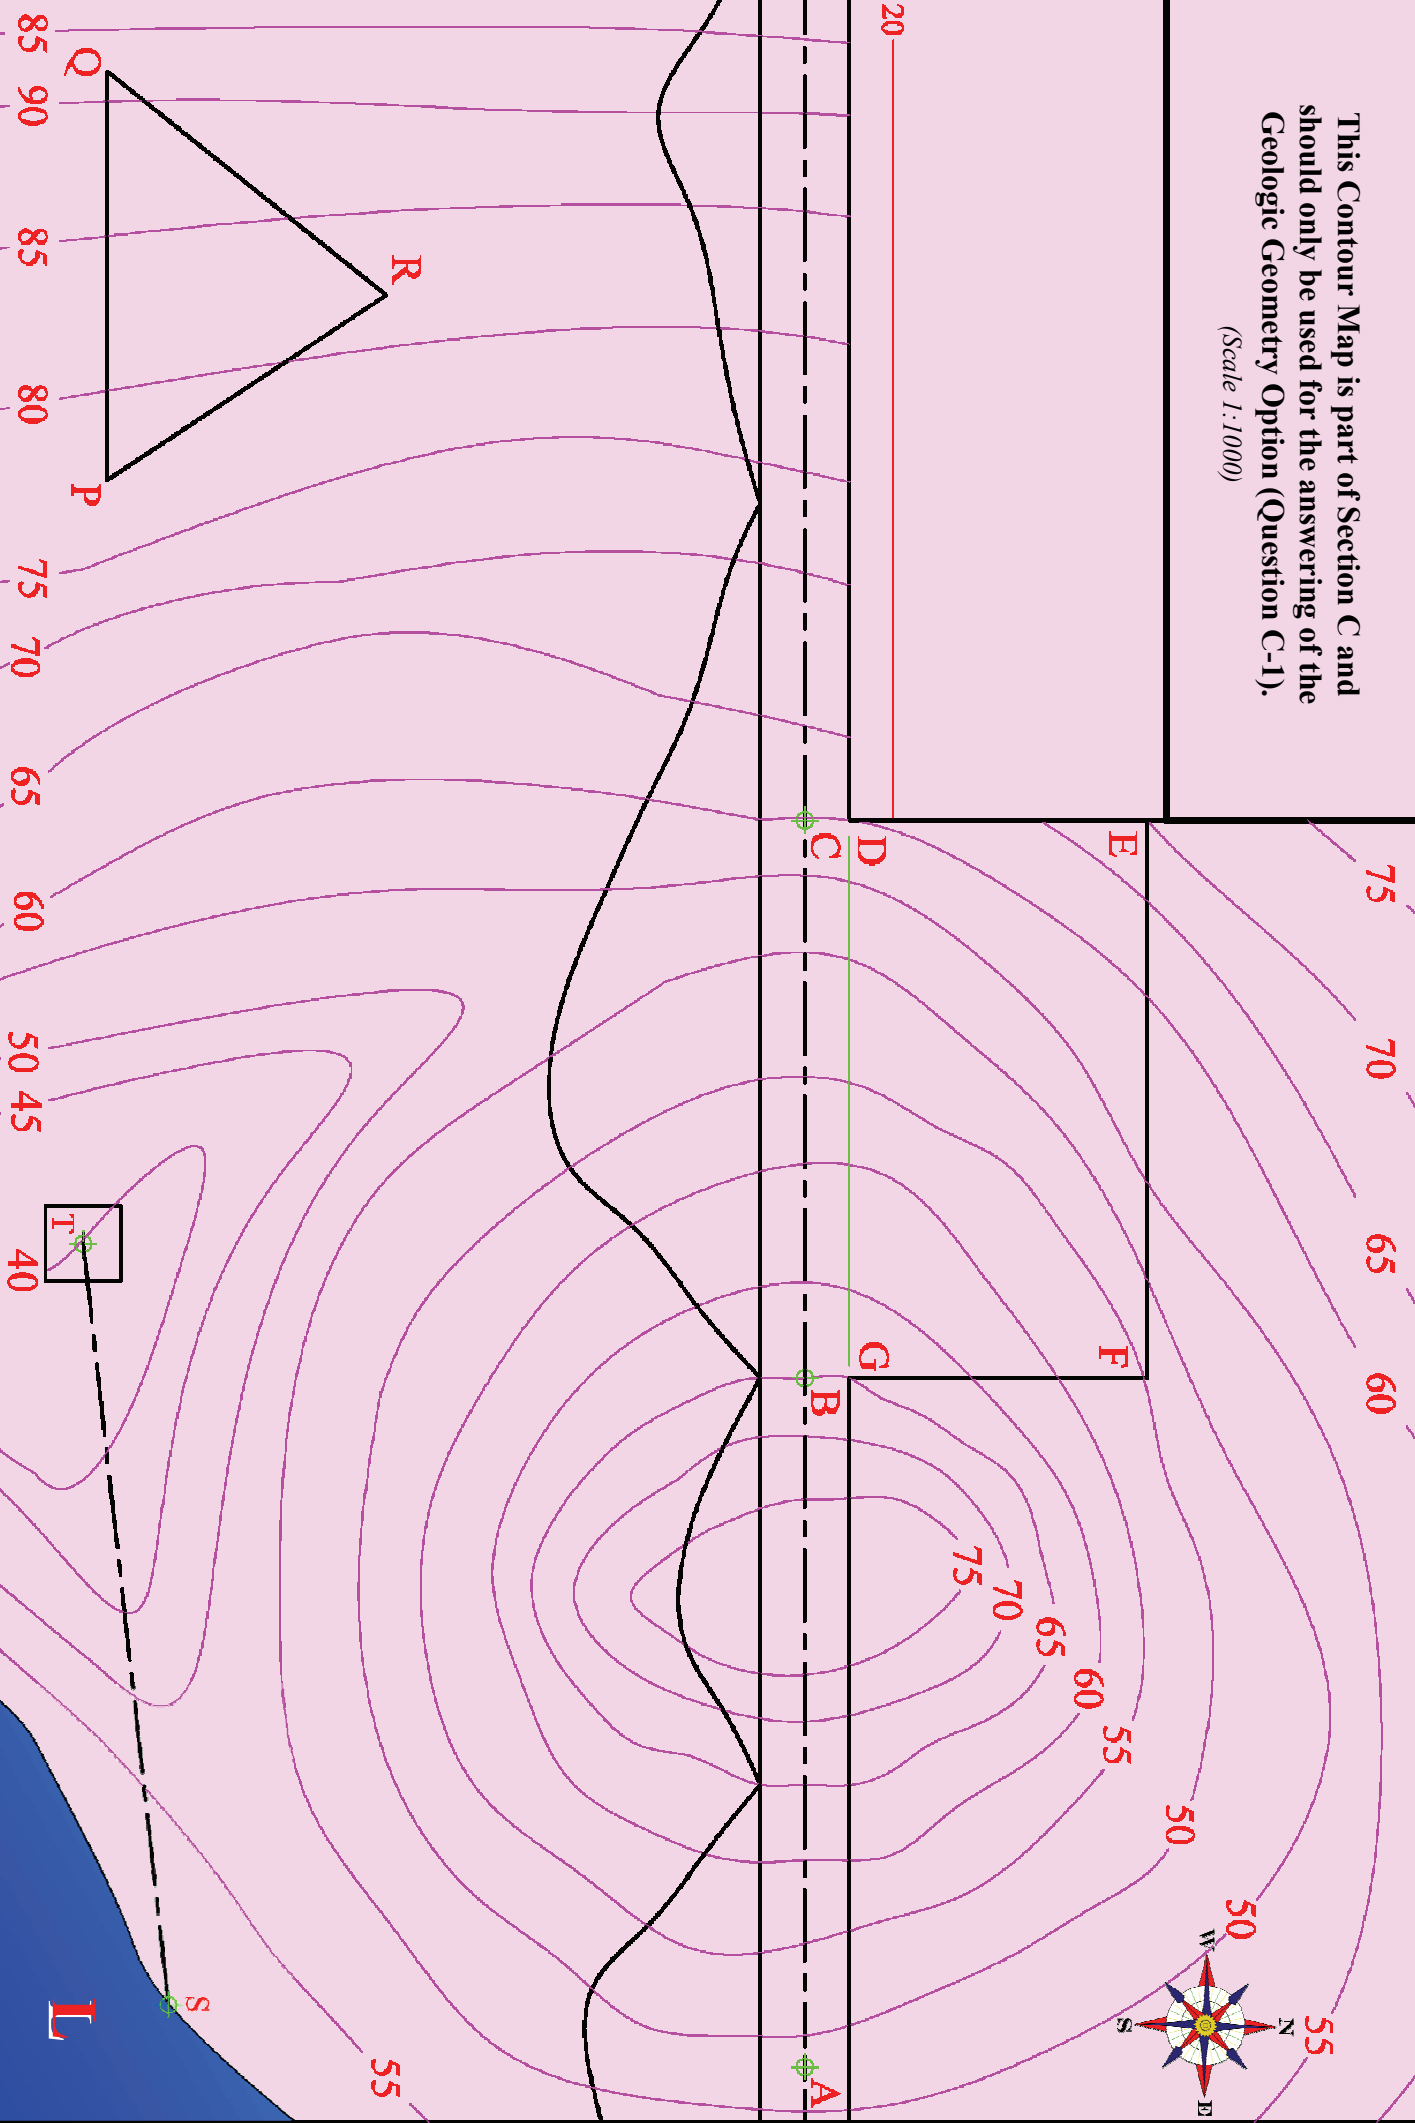 This Contour Map is part of Section C and
should only be used for the answering of the
Geologic Geometry Option (Question C-1).
(Scale 1:1000)
20
75
70
65
60
E
F
D
G
C
B
A
75
70
65
60
55
50
50
55
W
N
S
E
R
Q
P
85
90
85
80
75
70
65
60
50
45
40
T
S
L
55